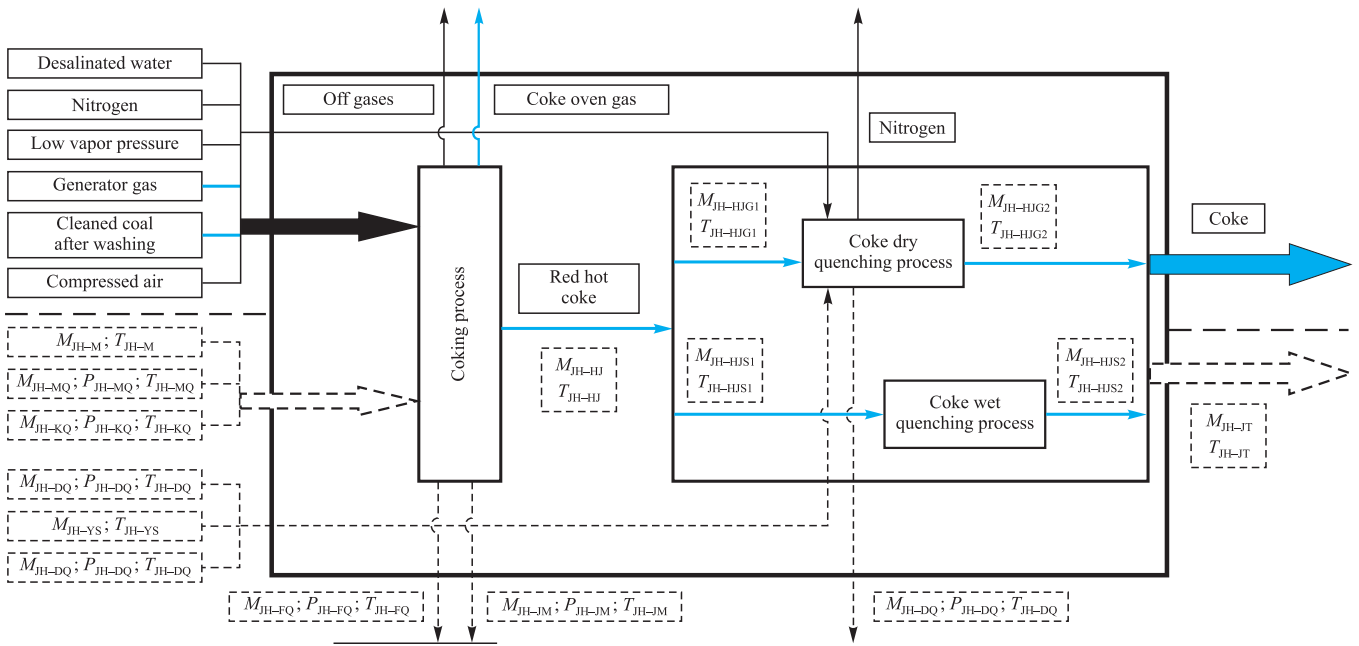 Desalinated water
Nitrogen
Low vapor pressure
Generator gas
Cleaned coal
after washing
Compressed air
Off gases
Coke oven gas
Nitrogen
Coking process
Red hot
coke
M_JH–HJ
T_JH–HJ
M_JH–HJG1
T_JH–HJG1
Coke dry
quenching process
M_JH–HJG2
T_JH–HJG2
M_JH–HJS1
T_JH–HJS1
Coke wet
quenching process
M_JH–HJS2
T_JH–HJS2
Coke
M_JH–JT
T_JH–JT
M_JH–M; T_JH–M
M_JH–MQ; P_JH–MQ; T_JH–MQ
M_JH–KQ; P_JH–KQ; T_JH–KQ
M_JH–DQ; P_JH–DQ; T_JH–DQ
M_JH–YS; T_JH–YS
M_JH–DQ; P_JH–DQ; T_JH–DQ
M_JH–FQ; P_JH–FQ; T_JH–FQ
M_JH–JM; P_JH–JM; T_JH–JM
M_JH–DQ; P_JH–DQ; T_JH–DQ